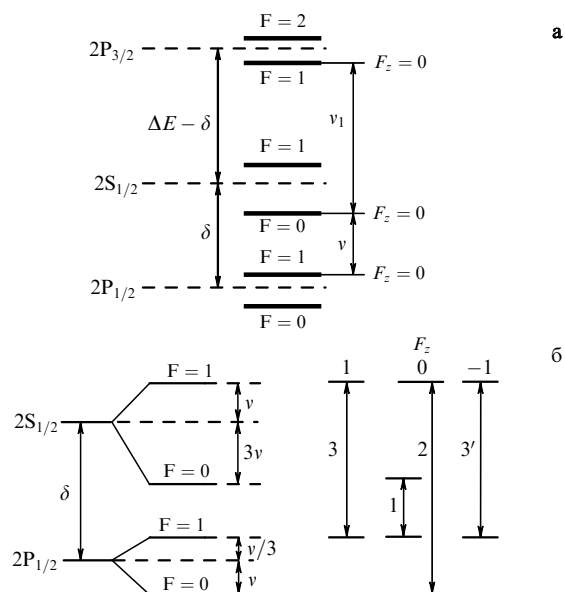 а
F = 2
2P3/2
F = 1
Fz = 0
ΔE − δ
ν1
F = 1
2S1/2
F = 0
Fz = 0
δ
ν
F = 1
Fz = 0
2P1/2
F = 0
б
Fz
1 0 −1
F = 1
2S1/2
ν
3ν
F = 0
δ
3 2 3′
1
F = 1
ν/3
2P1/2
F = 0
ν